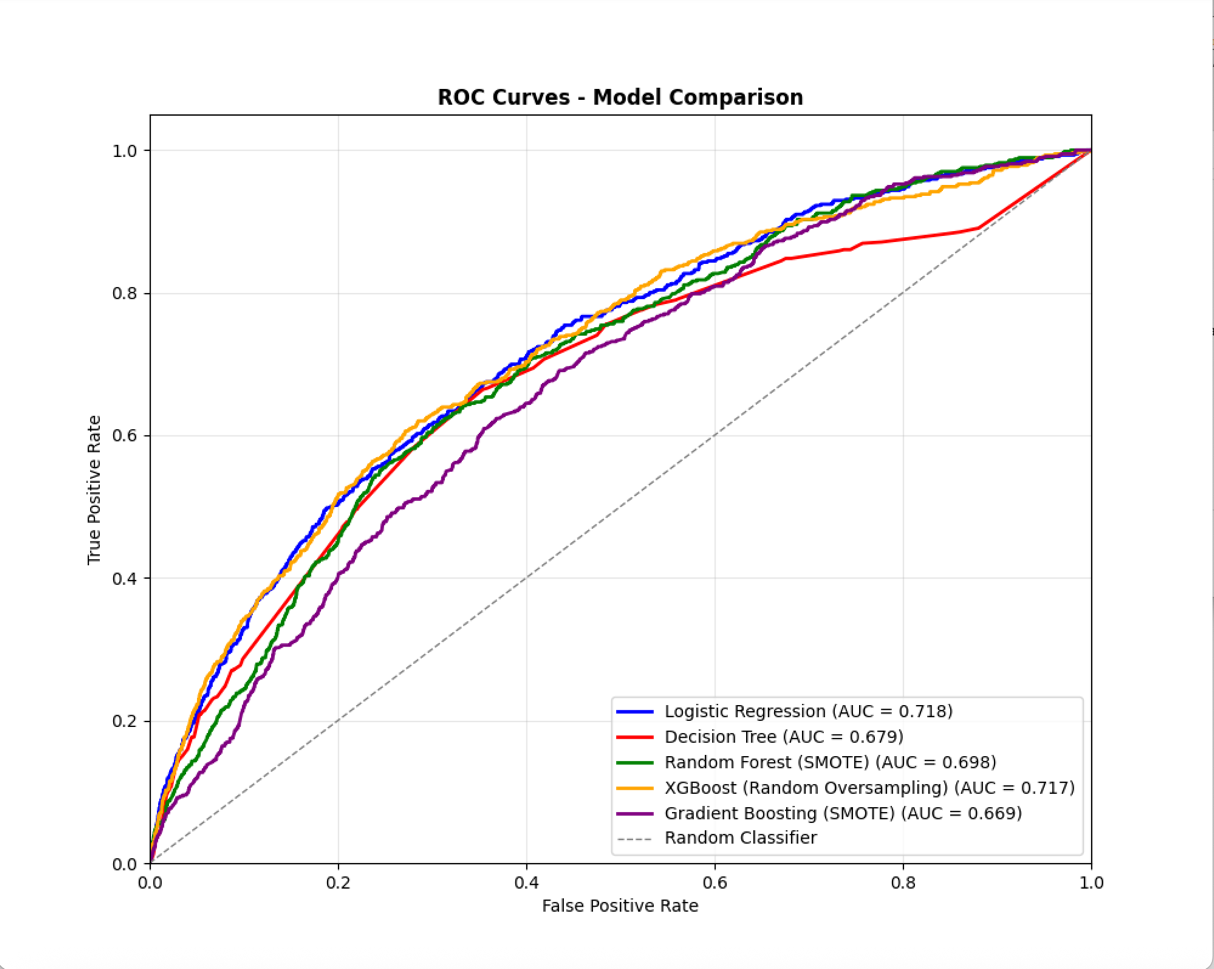 ROC Curves - Model Comparison
1.0
0.8
0.6
0.4
0.2
0.0
True Positive Rate
Logistic Regression (AUC = 0.718)
Decision Tree (AUC = 0.679)
Random Forest (SMOTE) (AUC = 0.698)
XGBoost (Random Oversampling) (AUC = 0.717)
Gradient Boosting (SMOTE) (AUC = 0.669)
Random Classifier
0.0 0.2 0.4 0.6 0.8 1.0
False Positive Rate